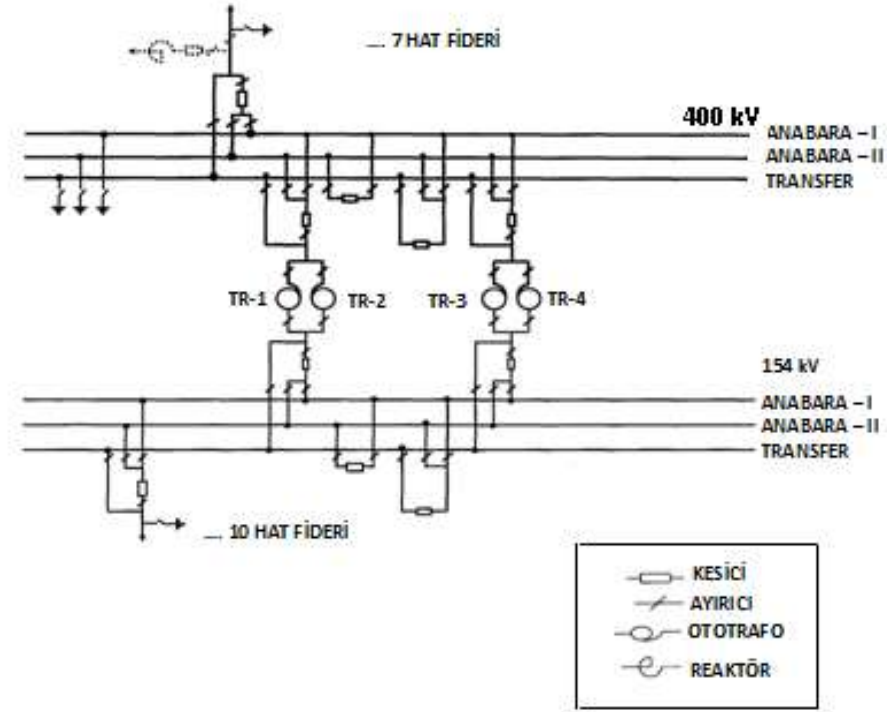 .... 7 HAT FİDERİ
400 kV
ANABARA – I
ANABARA – II
TRANSFER
TR-1
TR-2
TR-3
TR-4
154 kV
ANABARA – I
ANABARA – II
TRANSFER
.... 10 HAT FİDERİ
KESİCİ
AYIRICI
OTOTRAFO
REAKTÖR